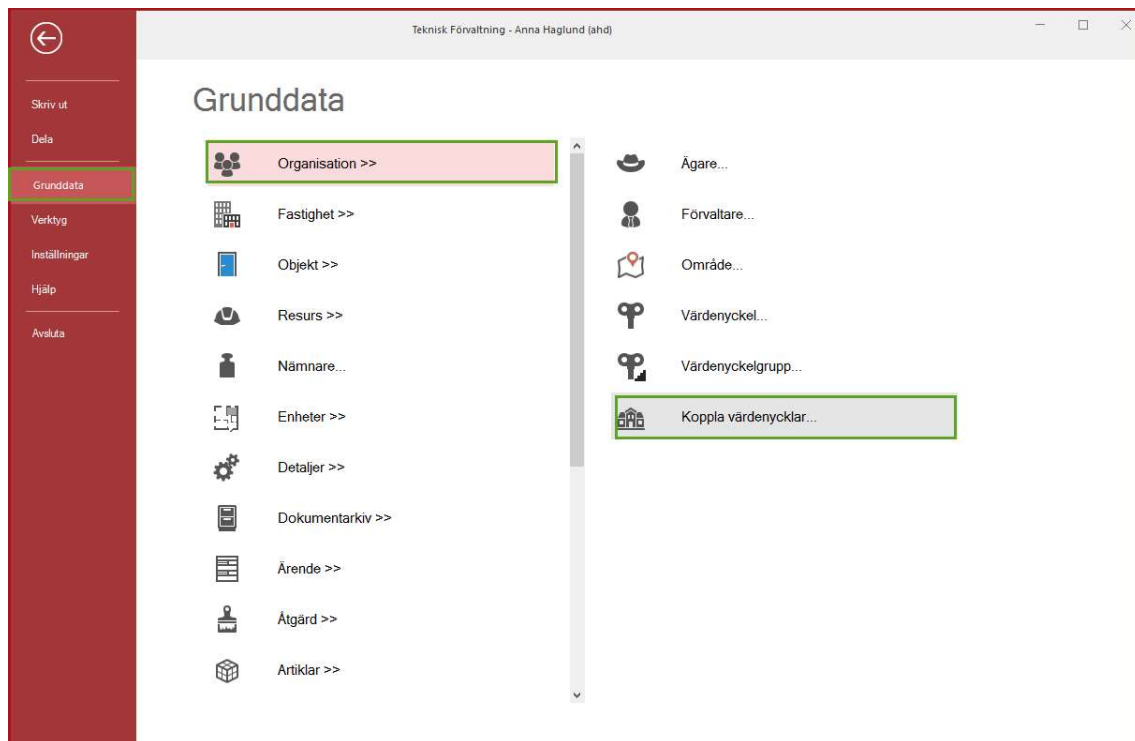 Teknisk Förvaltning - Anna Haglund (ahd)
Skriv ut
Dela
Grunddata
Verktyg
Inställningar
Hjälp
Avsluta
Grunddata
Organisation >>
Fastighet >>
Objekt >>
Resurs >>
Nämnare...
Enheter >>
Detaljer >>
Dokumentarkiv >>
Ärende >>
Åtgärd >>
Artiklar >>
Ägare...
Förvaltare...
Område...
Värdenyckel...
Värdenyckelgrupp...
Koppla värdenycklar...